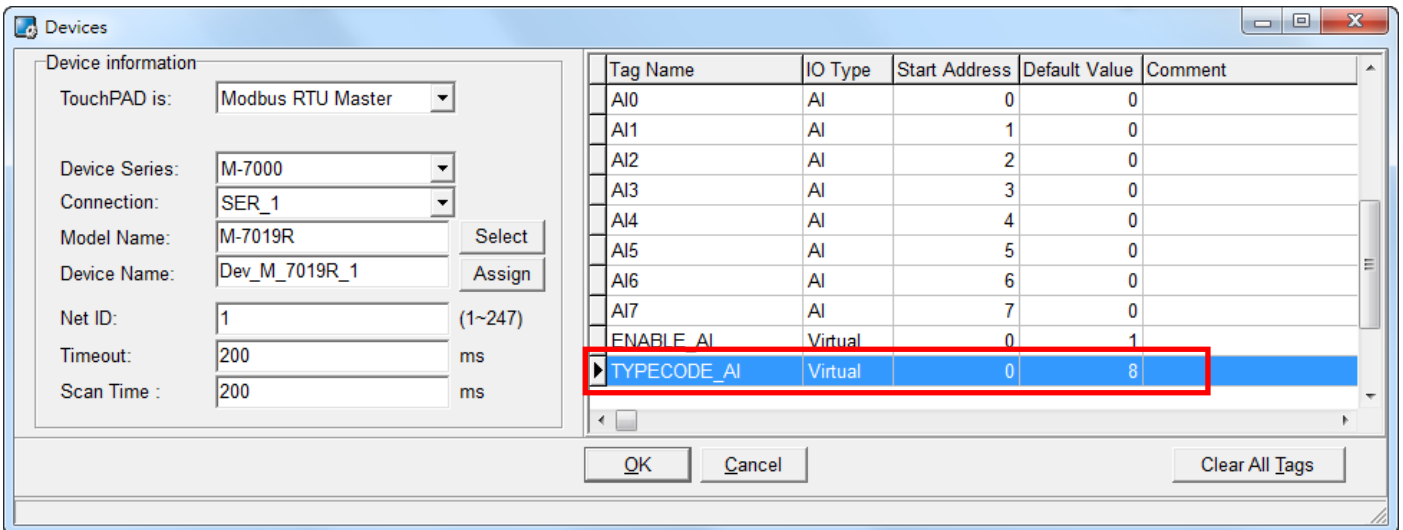 Devices
Device information
TouchPAD is: Modbus RTU Master
Device Series: M-7000
Connection: SER_1
Model Name: M-7019R Select
Device Name: Dev_M_7019R_1 Assign
Net ID: 1 (1~247)
Timeout: 200 ms
Scan Time : 200 ms
Tag Name IO Type Start Address Default Value Comment
AI0 AI 0 0
AI1 AI 1 0
AI2 AI 2 0
AI3 AI 3 0
AI4 AI 4 0
AI5 AI 5 0
AI6 AI 6 0
AI7 AI 7 0
ENABLE_AI Virtual 0 1
TYPECODE_AI Virtual 0 8
OK Cancel Clear All Tags